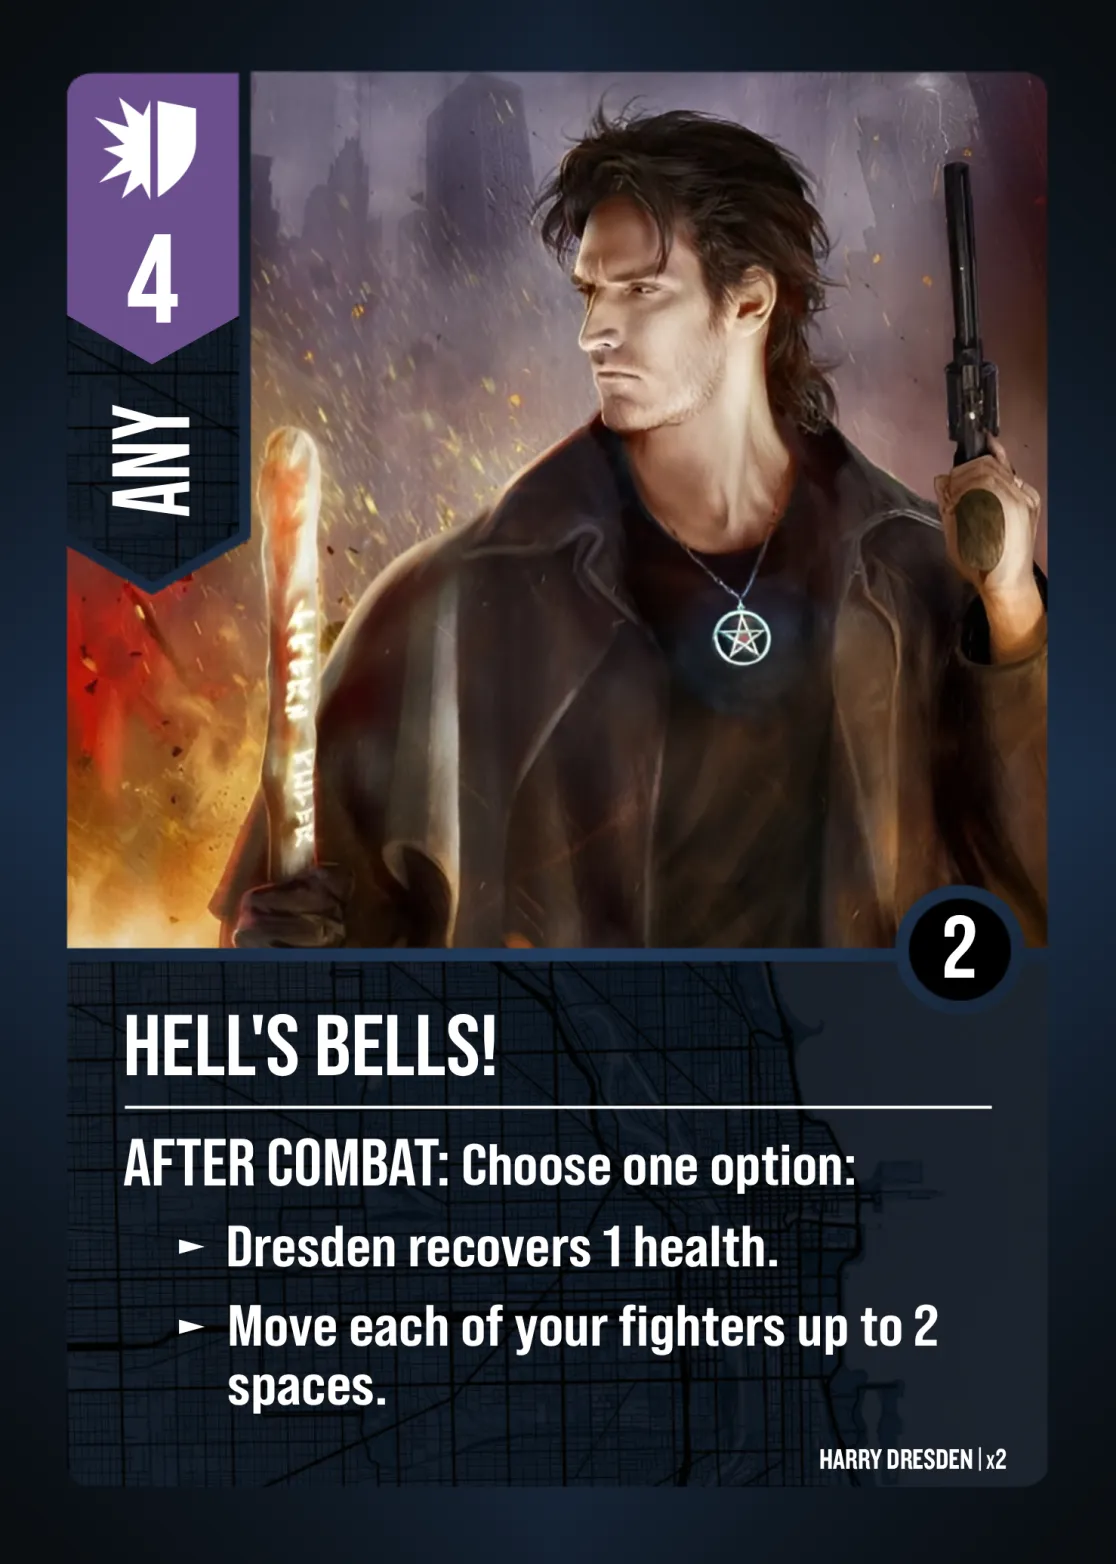 4
ANY
2
HELL'S BELLS!
AFTER COMBAT: Choose one option:
► Dresden recovers 1 health.
► Move each of your fighters up to 2
spaces.
HARRY DRESDEN | x2